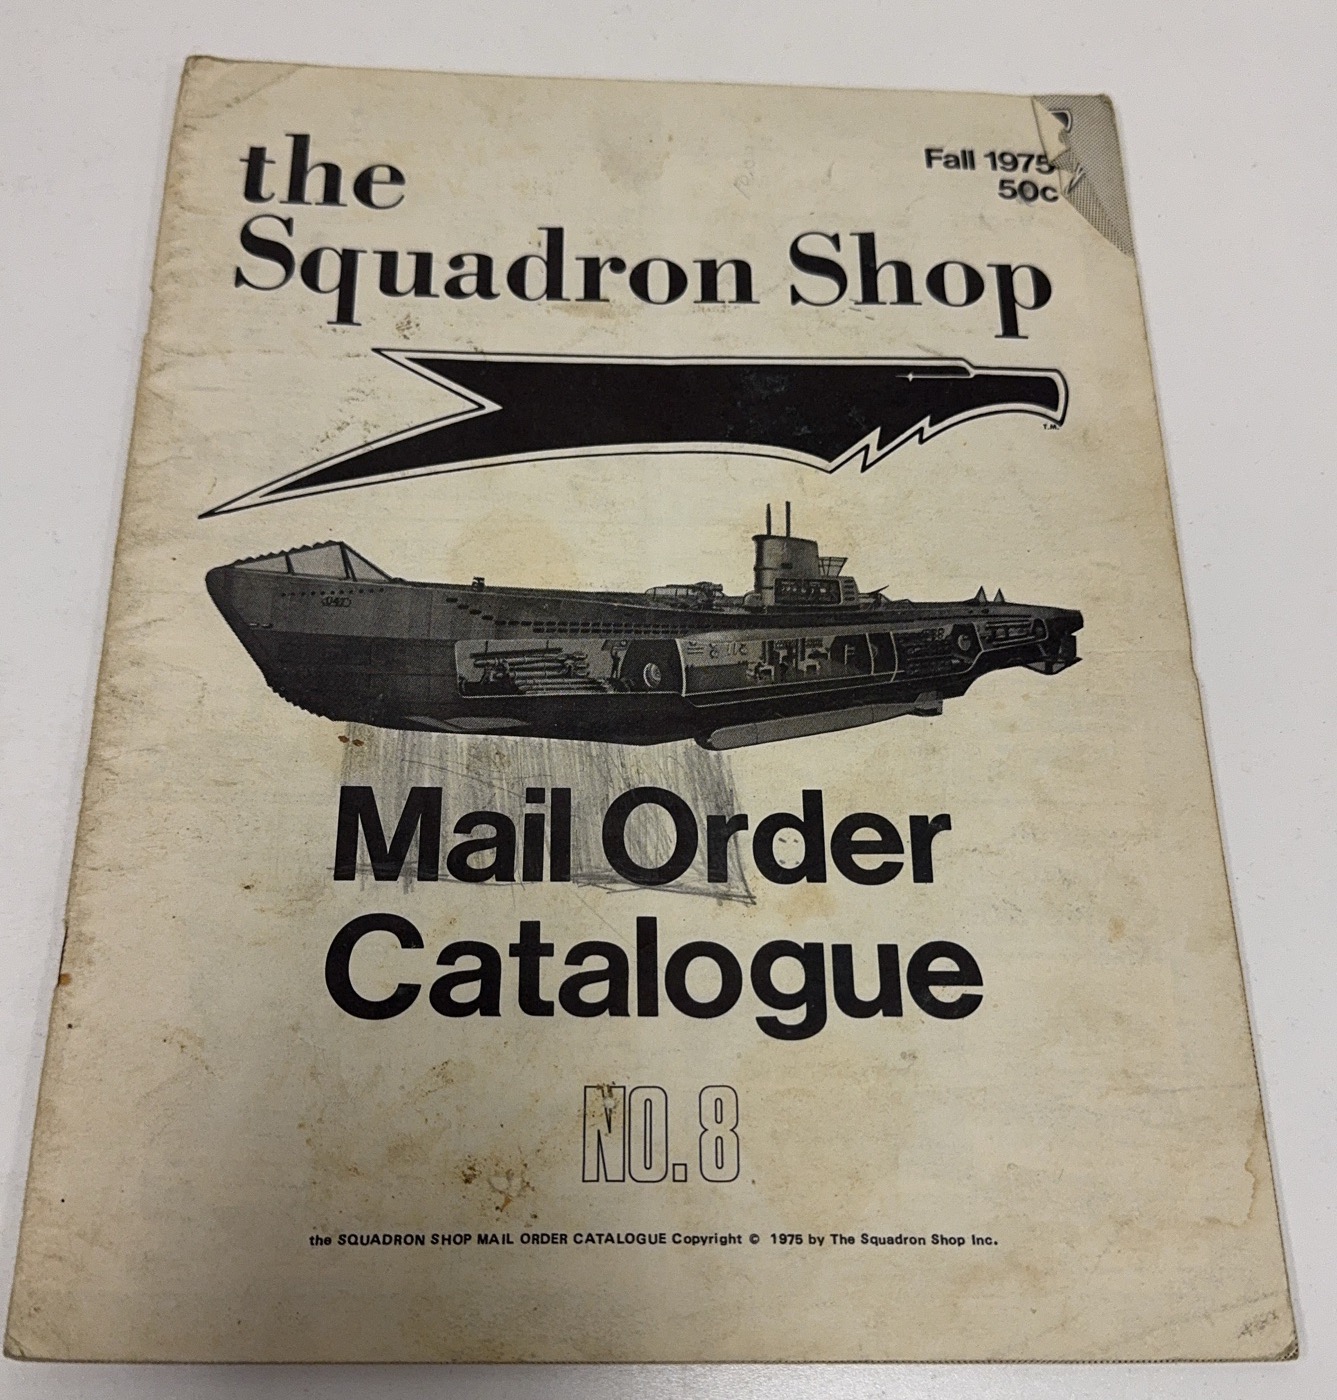 Fall 1975
50c
the
Squadron Shop
T.M.
Mail Order
Catalogue
NO. 8
the SQUADRON SHOP MAIL ORDER CATALOGUE Copyright © 1975 by The Squadron Shop Inc.